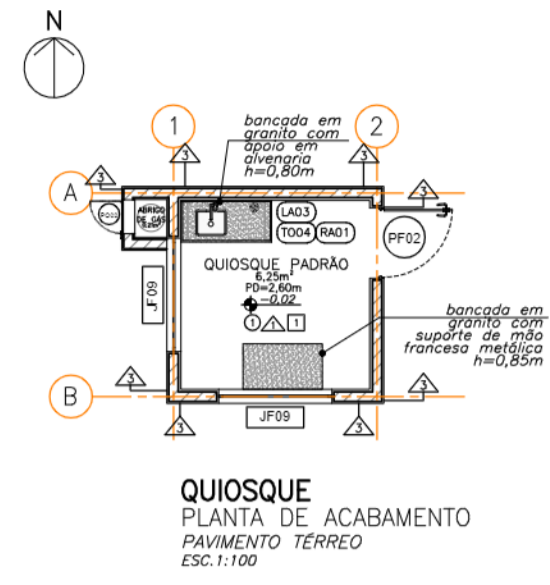 N
1
2
bancada em
granito com
apoio em
alvenaria
h=0,80m
3
3
3
3
A
ABRIGO
DE GAS
LA03
TO04
RA01
PF02
QUIOSQUE PADRÃO
6,25m²
PD=2,60m
-0,02
1
1
1
JF09
bancada em
granito com
suporte de mão
francesa metálica
h=0,85m
3
3
B
JF09
3
3
QUIOSQUE
PLANTA DE ACABAMENTO
PAVIMENTO TÉRREO
ESC.1:100